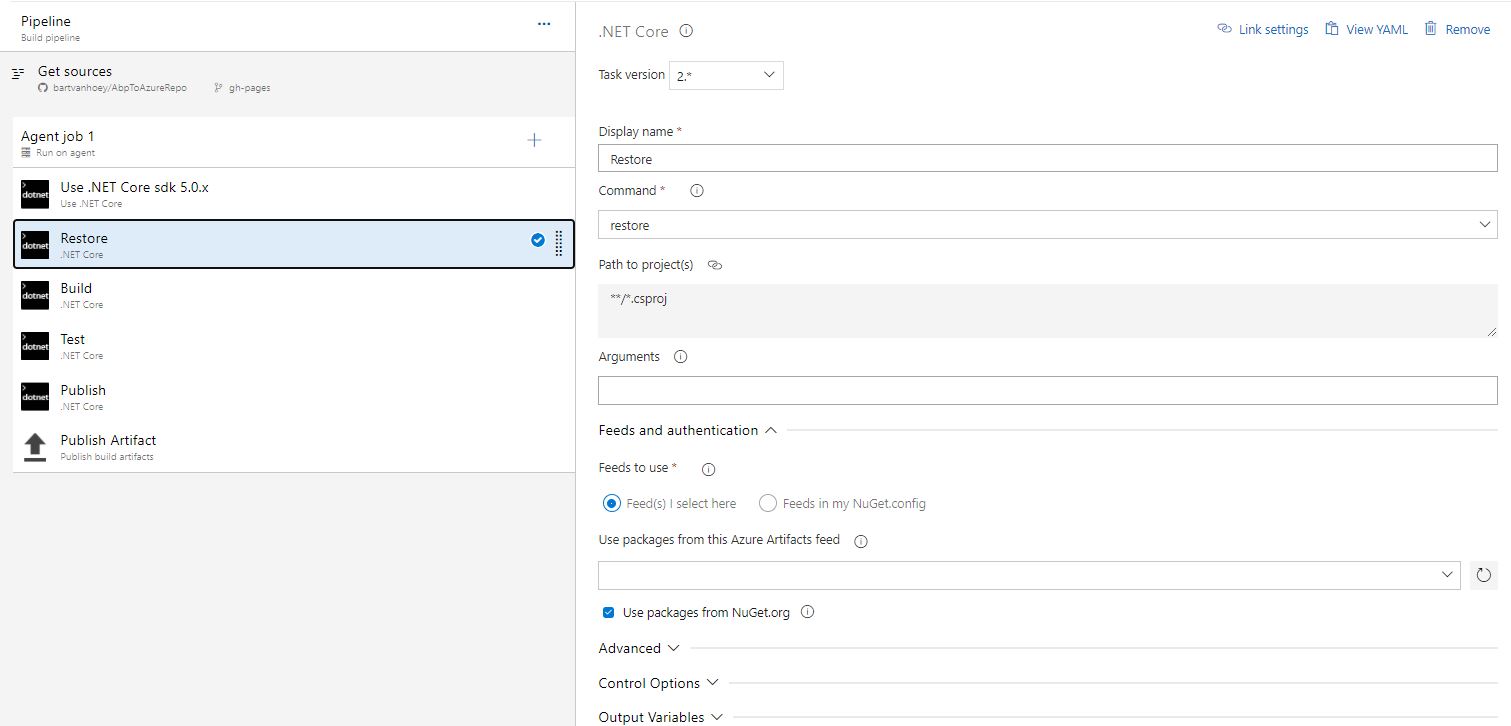 Pipeline
...
Build pipeline
Get sources
bartvanhoey/AbpToAzureRepo gh-pages
Agent job 1
Run on agent
dotnet Use .NET Core sdk 5.0.x
Use .NET Core
dotnet Restore
.NET Core
dotnet Build
.NET Core
dotnet Test
.NET Core
dotnet Publish
.NET Core
Publish Artifact
Publish build artifacts
.NET Core
Link settings View YAML Remove
Task version 2.*
Display name *
Restore
Command *
restore
Path to project(s)
**/*.csproj
Arguments
Feeds and authentication
Feeds to use *
Feed(s) I select here Feeds in my NuGet.config
Use packages from this Azure Artifacts feed
Use packages from NuGet.org
Advanced
Control Options
Output Variables